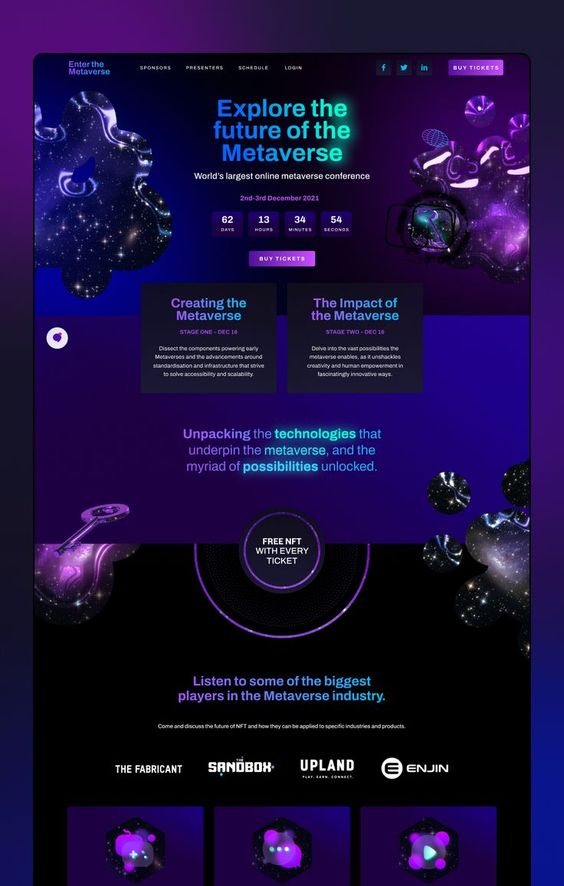 Enter the
Metaverse
SPONSORS
PRESENTERS
SCHEDULE
LOGIN
BUY TICKETS
Explore the
future of the
Metaverse
World's largest online metaverse conference
2nd-3rd December 2021
62
DAYS
13
HOURS
34
MINUTES
54
SECONDS
BUY TICKETS
Creating the
Metaverse
STAGE ONE – DEC 16
Dissect the components powering early
Metaverses and the advancements around
standardisation and infrastructure that strive
to solve accessibility and scalability.
The Impact of
the Metaverse
STAGE TWO – DEC 16
Delve into the vast possibilities the
metaverse enables, as it unshackles
creativity and human empowerment in
fascinatingly innovative ways.
Unpacking the technologies that
underpin the metaverse, and the
myriad of possibilities unlocked.
FREE NFT
WITH EVERY
TICKET
Listen to some of the biggest
players in the Metaverse industry.
Come and discuss the future of NFT and how they can be applied to specific industries and products.
THE FABRICANT
THE
SANDBOX
UPLAND
PLAY. EARN. CONNECT.
ENJIN